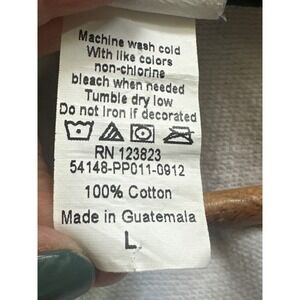 Machine wash cold
With like colors
non-chlorine
bleach when needed
Tumble dry low
Do not Iron if decorated
RN 123823
54148-PP011-0912
100% Cotton
Made in Guatemala
L